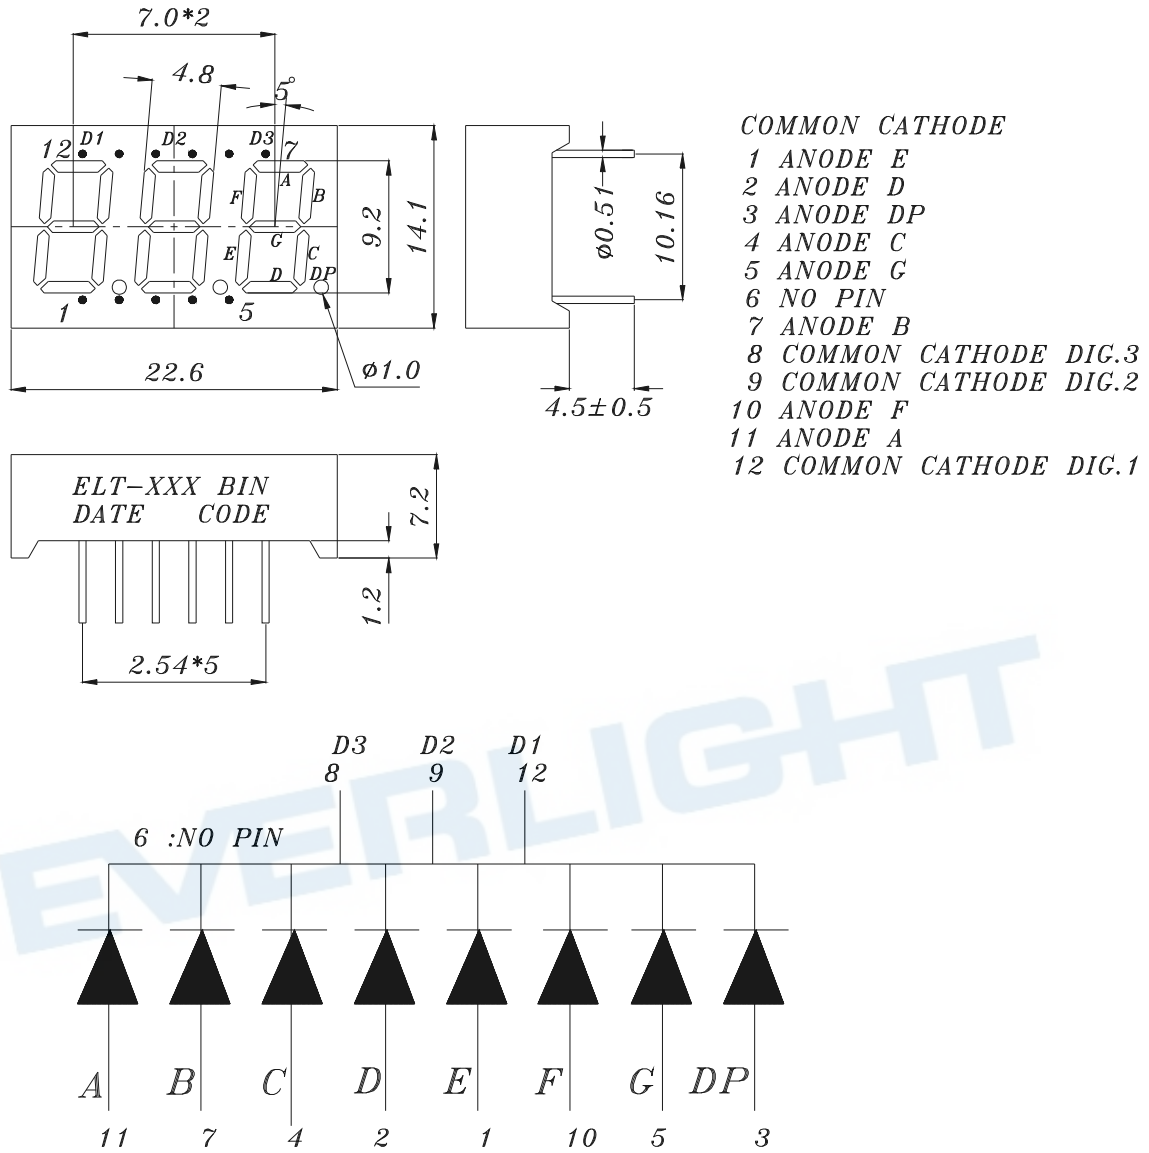 7.0*2
4.8
5°
12 D1 D2 D3 7
A
F B
G
E C
D DP
1 5
9.2
14.1
22.6
ø1.0
ø0.51
10.16
4.5±0.5
COMMON CATHODE
1 ANODE E
2 ANODE D
3 ANODE DP
4 ANODE C
5 ANODE G
6 NO PIN
7 ANODE B
8 COMMON CATHODE DIG.3
9 COMMON CATHODE DIG.2
10 ANODE F
11 ANODE A
12 COMMON CATHODE DIG.1
ELT-XXX BIN
DATE CODE
7.2
1.2
2.54*5
EVERLIGHT
D3 D2 D1
8 9 12
6 :NO PIN
A B C D E F G DP
11 7 4 2 1 10 5 3